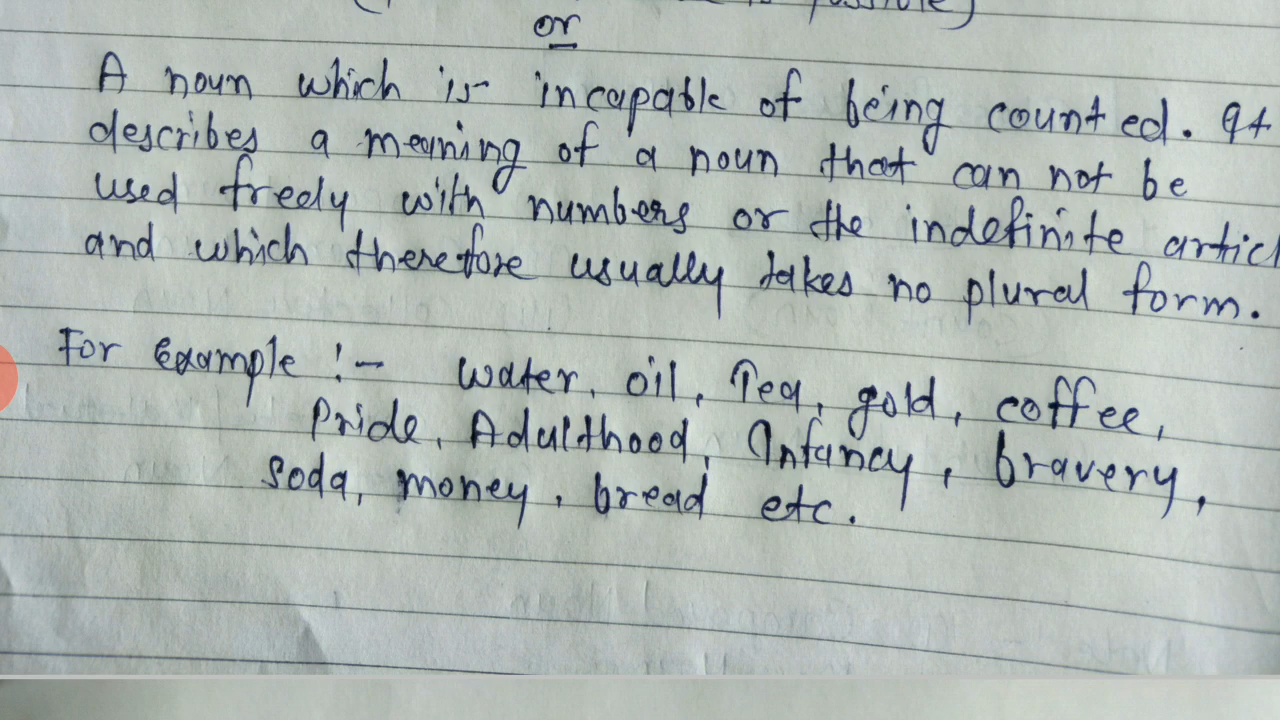 possible)
or
A noun which is incapable of being counted. It
describes a meaning of a noun that can not be
used freely with numbers or the indefinite articl
and which therefore usually takes no plural form.
For Example :- Water, oil, Tea, gold, coffee,
Pride, Adulthood, Infancy, bravery,
Soda, money, bread etc.